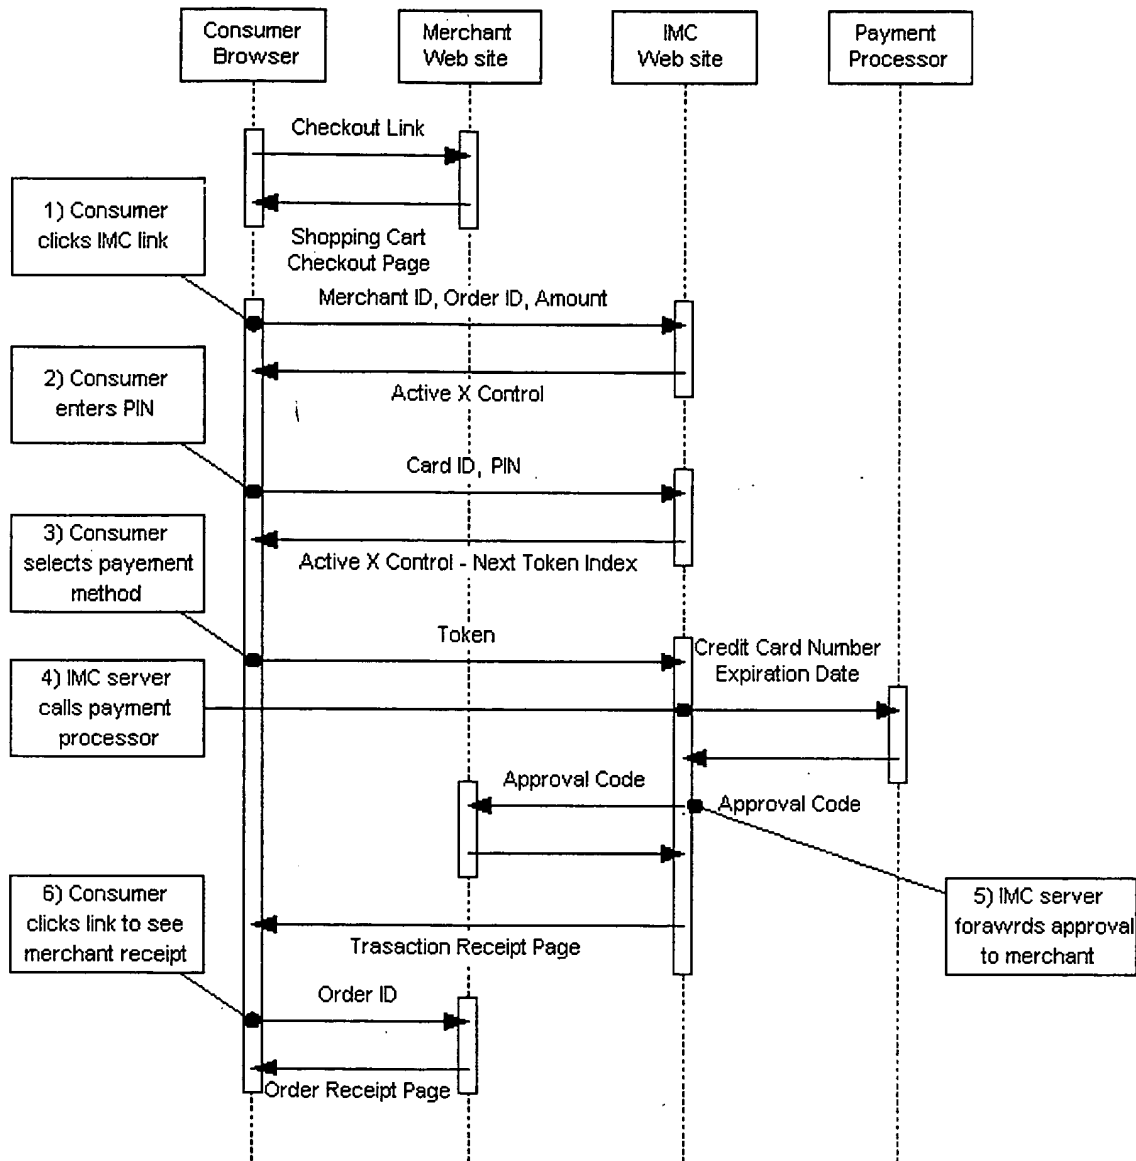 Consumer
Browser
Merchant
Web site
IMC
Web site
Payment
Processor
Checkout Link
1) Consumer
clicks IMC link
Shopping Cart
Checkout Page
Merchant ID, Order ID, Amount
2) Consumer
enters PIN
Active X Control
Card ID, PIN
3) Consumer
selects payement
method
Active X Control - Next Token Index
Token
Credit Card Number
Expiration Date
4) IMC server
calls payment
processor
Approval Code
Approval Code
6) Consumer
clicks link to see
merchant receipt
5) IMC server
forawrds approval
to merchant
Trasaction Receipt Page
Order ID
Order Receipt Page